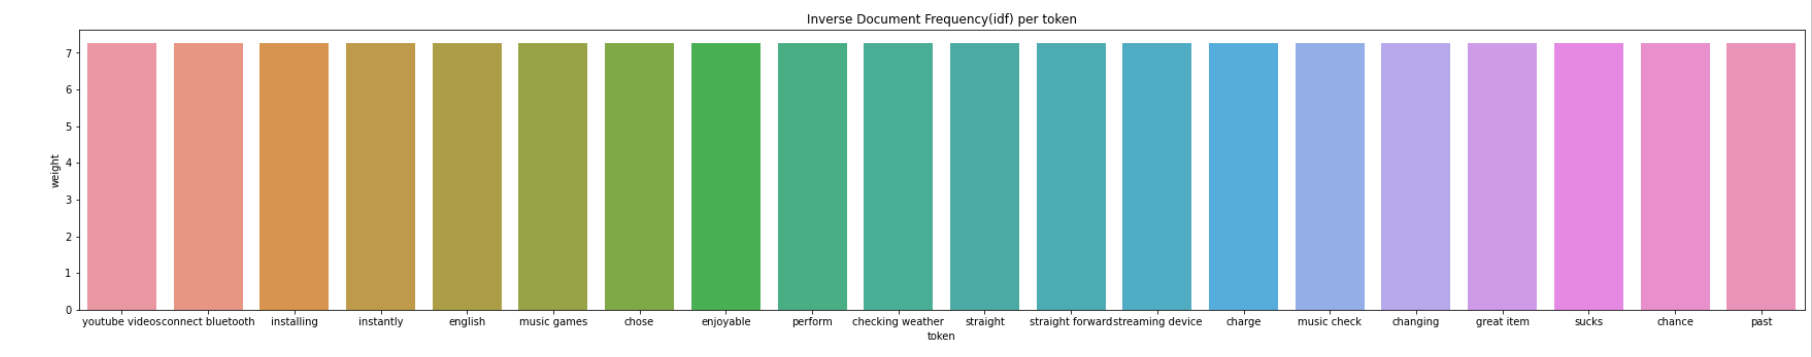 Inverse Document Frequency(idf) per token
7
6
5
4
3
2
1
0
weight
youtube videos connect bluetooth installing instantly english music games chose enjoyable perform checking weather straight straight forward streaming device charge music check changing great item sucks chance past
token